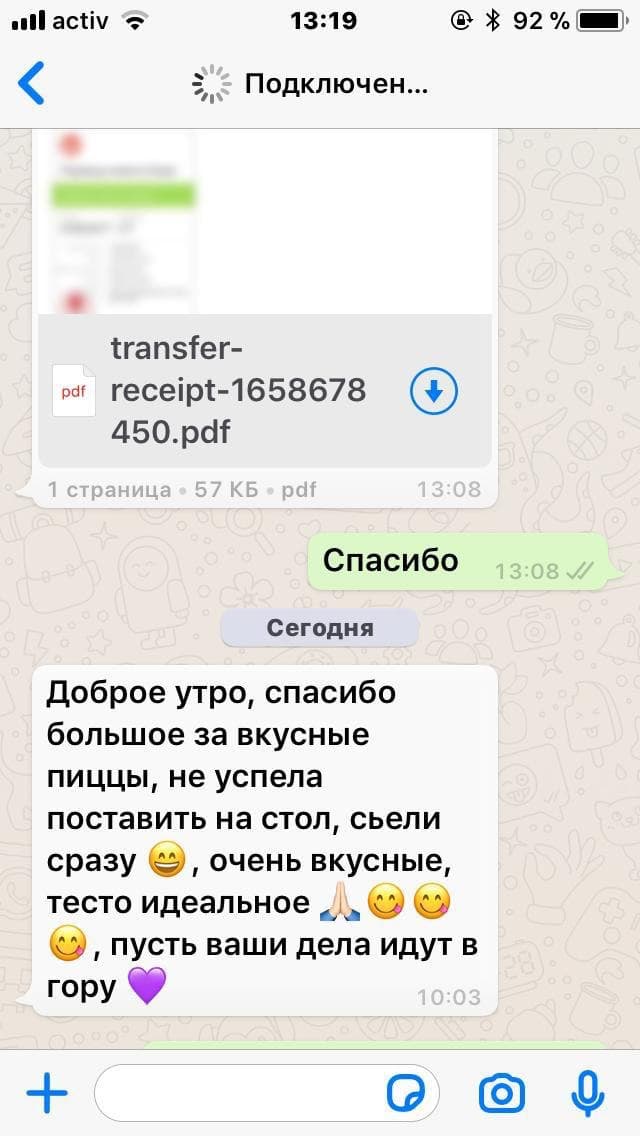 activ 13:19 92 %
Подключен...
transfer-
pdf receipt-1658678
450.pdf
1 страница • 57 КБ • pdf 13:08
Спасибо 13:08
Сегодня
Доброе утро, спасибо
большое за вкусные
пиццы, не успела
поставить на стол, сьели
сразу 😄, очень вкусные,
тесто идеальное 🙏🏻😋😋
😋, пусть ваши дела идут в
гору 💜 10:03